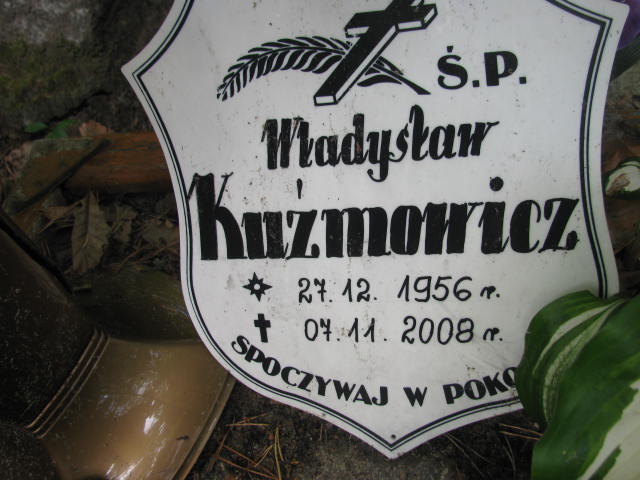 Ś.P.
Władysław
Kuźmowicz
27.12. 1956 r.
07.11. 2008 r.
SPOCZYWAJ W POKO